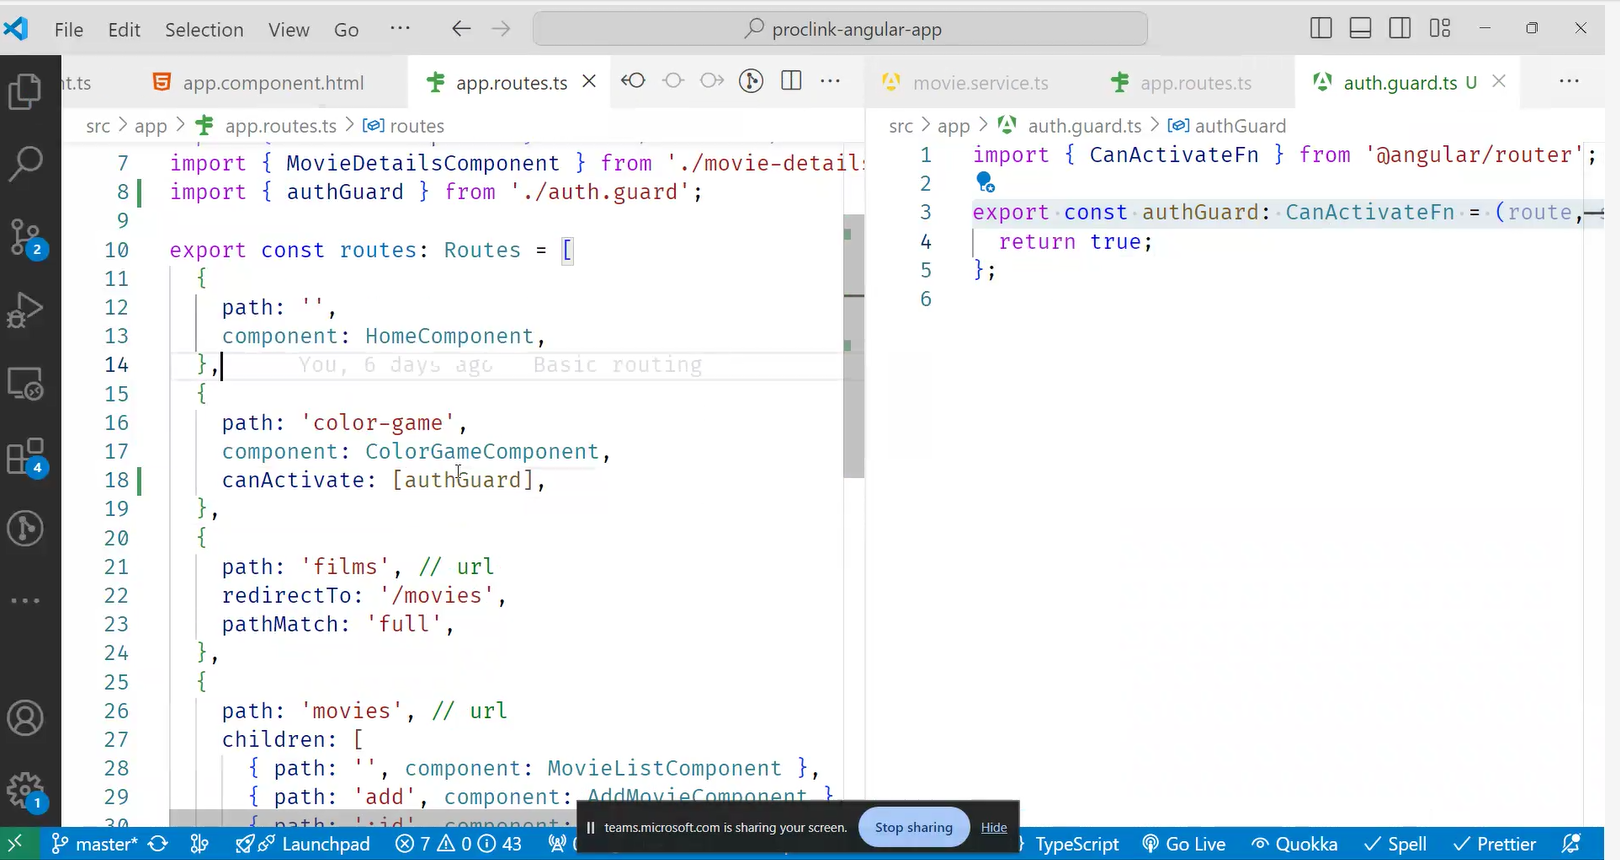 File Edit Selection View Go ··· proclink-angular-app
nt.ts app.component.html app.routes.ts
src > app > app.routes.ts > routes
7 import { MovieDetailsComponent } from './movie-details
8 import { authGuard } from './auth.guard';
9
10 export const routes: Routes = [
11 {
12 path: '',
13 component: HomeComponent,
14 }, You, 6 days ago Basic routing
15 {
16 path: 'color-game',
17 component: ColorGameComponent,
18 canActivate: [authGuard],
19 },
20 {
21 path: 'films', // url
22 redirectTo: '/movies',
23 pathMatch: 'full',
24 },
25 {
26 path: 'movies', // url
27 children: [
28 { path: '', component: MovieListComponent },
29 { path: 'add', component: AddMovieComponent }
30 { path: ':id', component:
movie.service.ts app.routes.ts auth.guard.ts U
src > app > auth.guard.ts > authGuard
1 import { CanActivateFn } from '@angular/router';
2
3 export const authGuard: CanActivateFn = (route, s
4 return true;
5 };
6
2
4
1
teams.microsoft.com is sharing your screen. Stop sharing Hide
master* Launchpad 7 0 43 TypeScript Go Live Quokka Spell Prettier